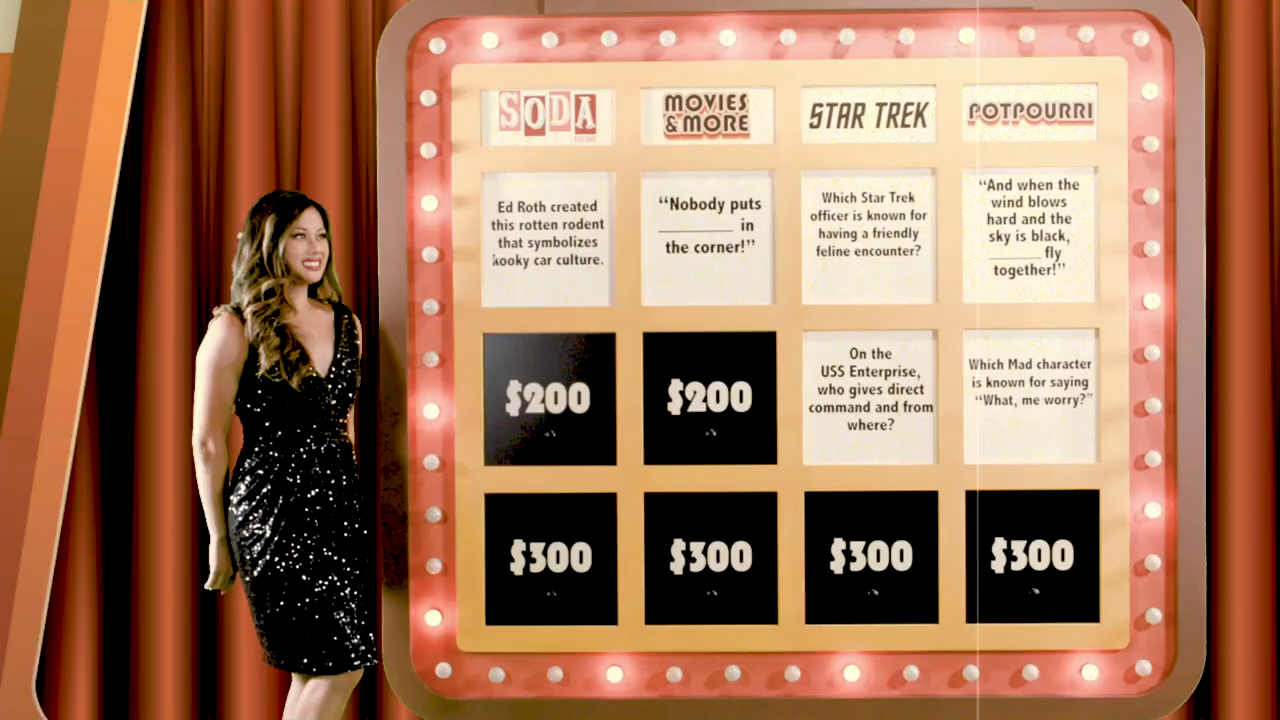 SODA
MOVIES
& MORE
STAR TREK
POTPOURRI
Ed Roth created
this rotten rodent
that symbolizes
kooky car culture.
“Nobody puts
________ in
the corner!”
Which Star Trek
officer is known for
having a friendly
feline encounter?
“And when the
wind blows
hard and the
sky is black,
______ fly
together!”
$200
$200
On the
USS Enterprise,
who gives direct
command and from
where?
Which Mad character
is known for saying
“What, me worry?”
$300
$300
$300
$300